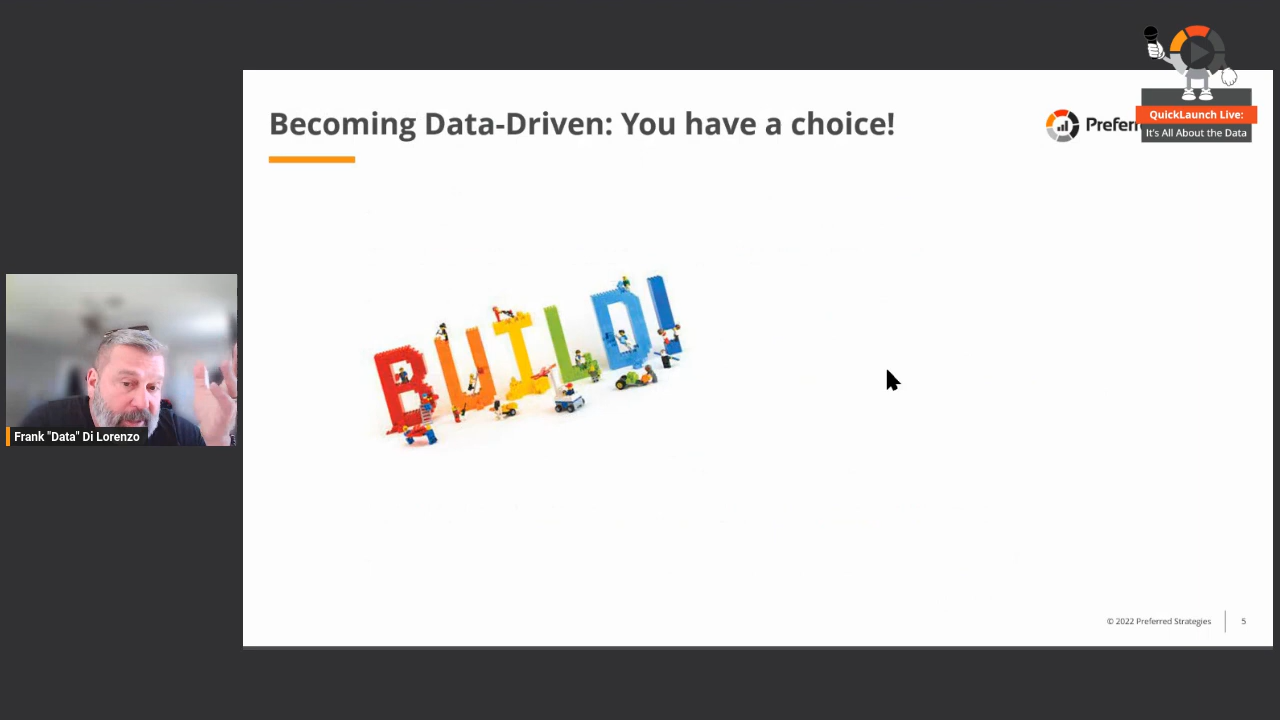 Becoming Data-Driven: You have a choice!
QuickLaunch Live:
It's All About the Data
BUILD!
Frank "Data" Di Lorenzo
© 2022 Preferred Strategies
5